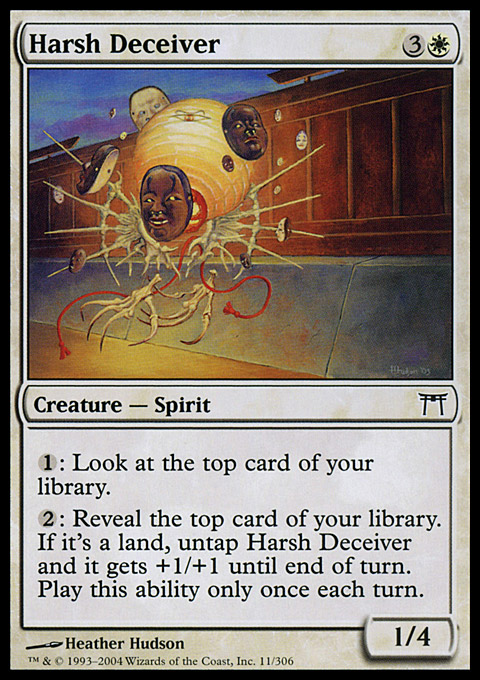 Harsh Deceiver 3
HHudson '03
Creature — Spirit
1: Look at the top card of your
library.
2: Reveal the top card of your library.
If it's a land, untap Harsh Deceiver
and it gets +1/+1 until end of turn.
Play this ability only once each turn.
Heather Hudson
1/4
™ & © 1993–2004 Wizards of the Coast, Inc. 11/306